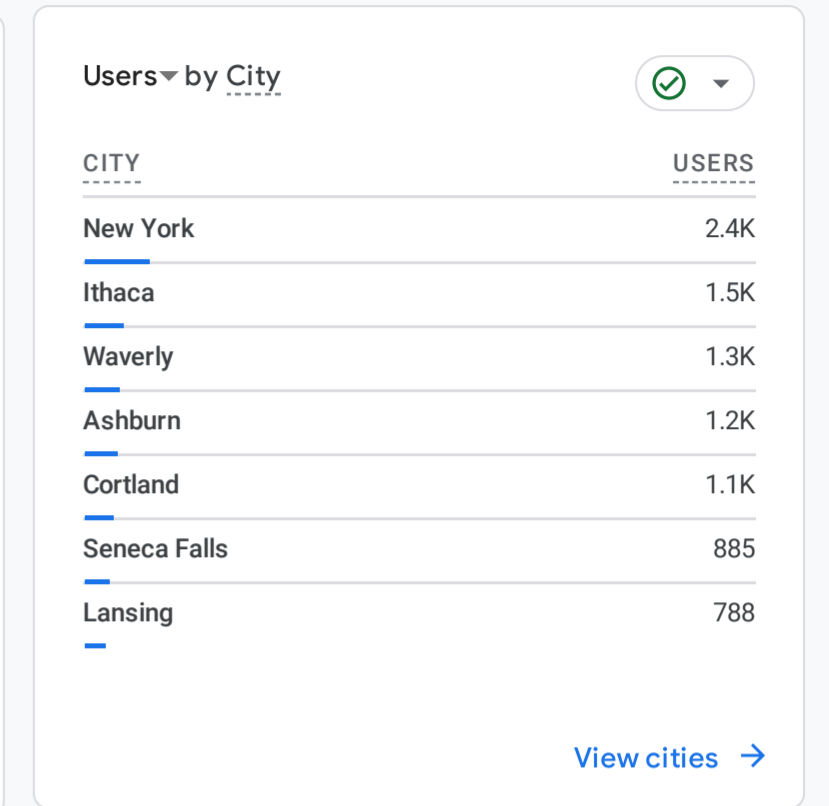 Users by City
CITY USERS
New York 2.4K
Ithaca 1.5K
Waverly 1.3K
Ashburn 1.2K
Cortland 1.1K
Seneca Falls 885
Lansing 788
View cities